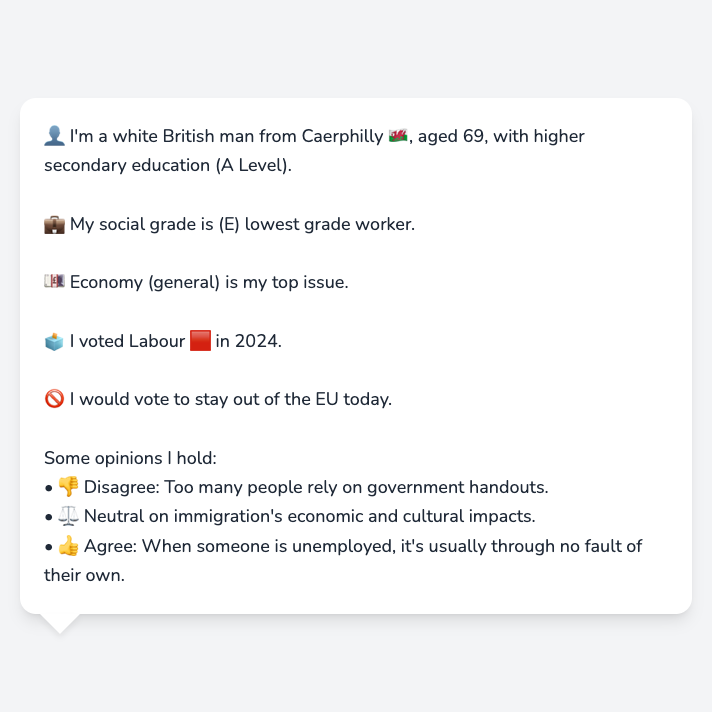 👤 I'm a white British man from Caerphilly 🏴󠁧󠁢󠁷󠁬󠁳󠁿, aged 69, with higher
secondary education (A Level).
💼 My social grade is (E) lowest grade worker.
💷 Economy (general) is my top issue.
🗳️ I voted Labour 🟥 in 2024.
🚫 I would vote to stay out of the EU today.
Some opinions I hold:
• 👎 Disagree: Too many people rely on government handouts.
• ⚖️ Neutral on immigration's economic and cultural impacts.
• 👍 Agree: When someone is unemployed, it's usually through no fault of
their own.